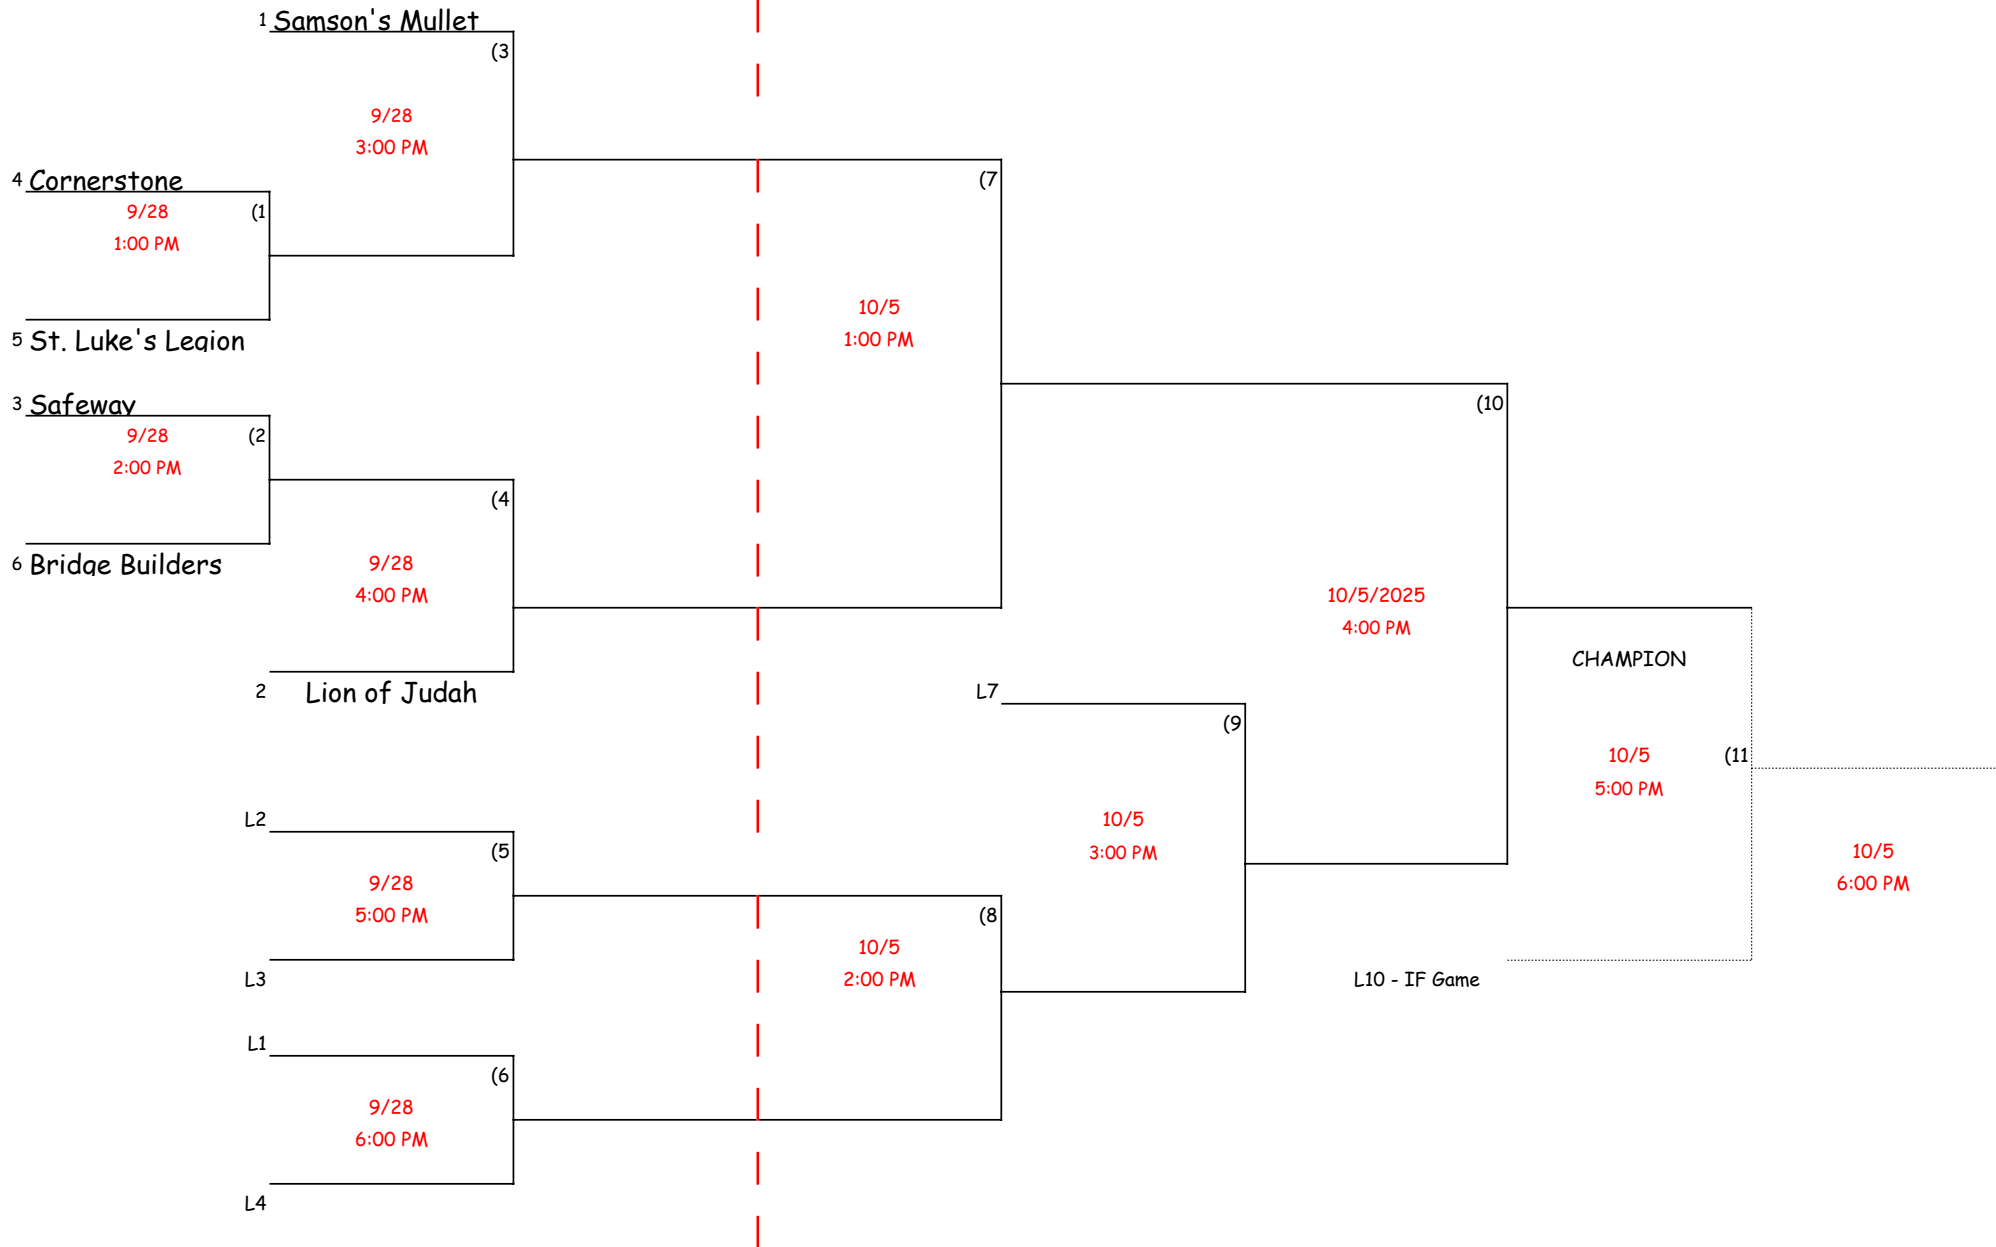 1 Samson's Mullet
(3
9/28
3:00 PM
4 Cornerstone
9/28
(1
1:00 PM
(7
5 St. Luke's Legion
10/5
1:00 PM
3 Safeway
9/28
(2
2:00 PM
(10
(4
6 Bridge Builders
9/28
4:00 PM
10/5/2025
4:00 PM
CHAMPION
2 Lion of Judah
L7
(9
10/5
(11
5:00 PM
L2
(5
10/5
3:00 PM
9/28
5:00 PM
10/5
6:00 PM
(8
10/5
2:00 PM
L3
L10 - IF Game
L1
(6
9/28
6:00 PM
L4